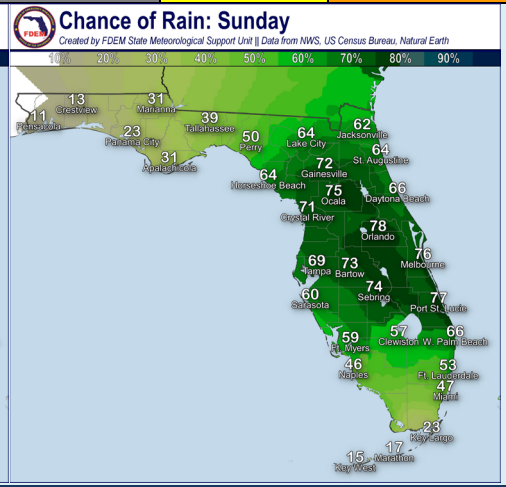 FDEM
Chance of Rain: Sunday
Created by FDEM State Meteorological Support Unit || Data from NWS, US Census Bureau, Natural Earth
10% 20% 30% 40% 50% 60% 70% 80% 90%
13
Crestview
31
Marianna
11
Pensacola
39
Tallahassee
23
Panama City
31
Apalachicola
50
Perry
64
Lake City
62
Jacksonville
64
St. Augustine
72
Gainesville
64
Horseshoe Beach
75
Ocala
66
Daytona Beach
71
Crystal River
78
Orlando
76
Melbourne
69
Tampa
73
Bartow
74
Sebring
60
Sarasota
77
Port St. Lucie
59
Ft. Myers
57
Clewiston
66
W. Palm Beach
46
Naples
53
Ft. Lauderdale
47
Miami
23
Key Largo
17
Marathon
15
Key West